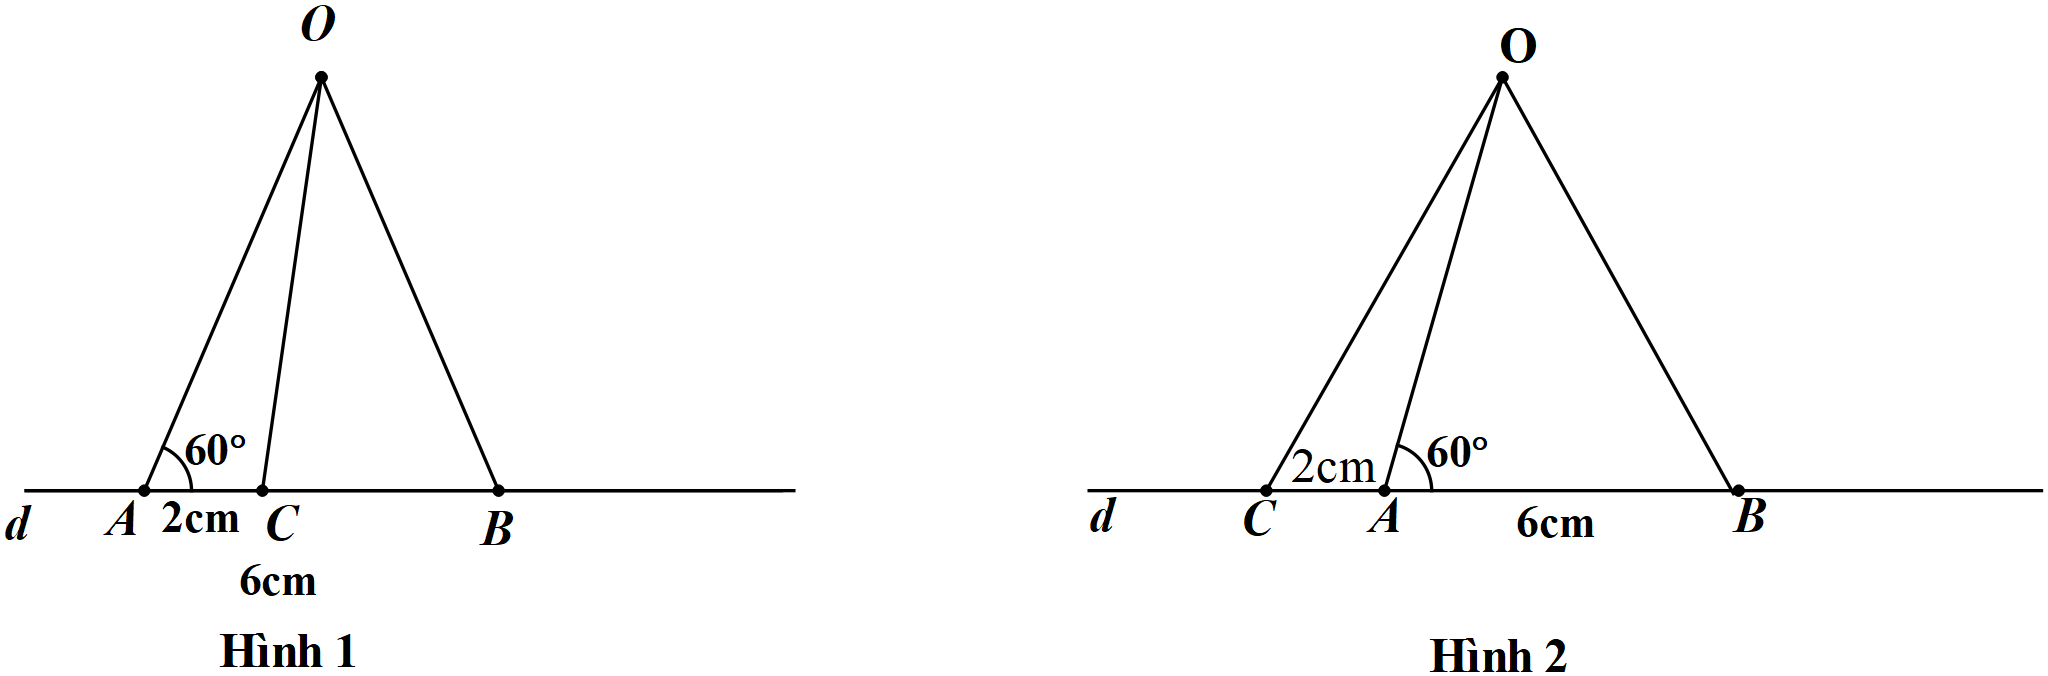 O
60°
d A 2cm C B
6cm
Hình 1
O
2cm 60°
d C A 6cm B
Hình 2